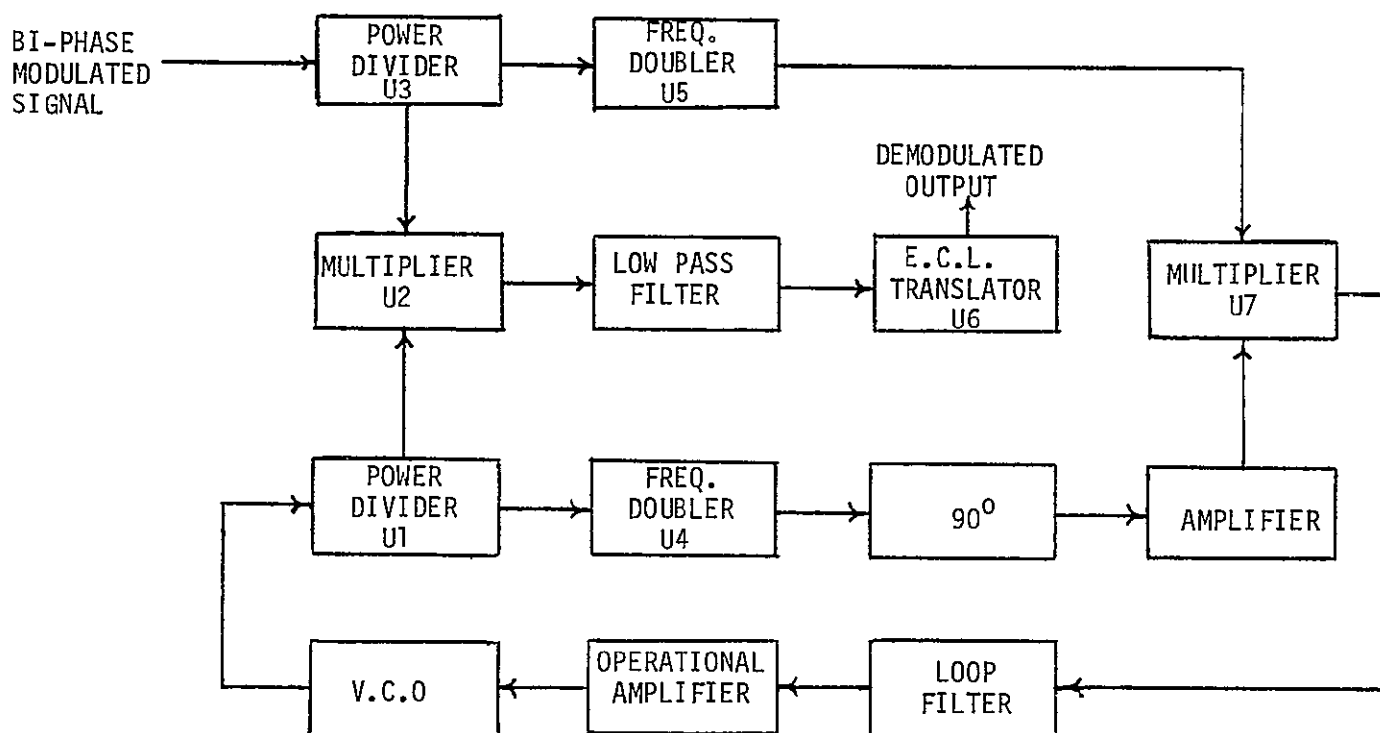 BI-PHASE
MODULATED
SIGNAL
POWER
DIVIDER
U3
FREQ.
DOUBLER
U5
DEMODULATED
OUTPUT
MULTIPLIER
U2
LOW PASS
FILTER
E.C.L.
TRANSLATOR
U6
MULTIPLIER
U7
POWER
DIVIDER
U1
FREQ.
DOUBLER
U4
90⁰
AMPLIFIER
V.C.O
OPERATIONAL
AMPLIFIER
LOOP
FILTER